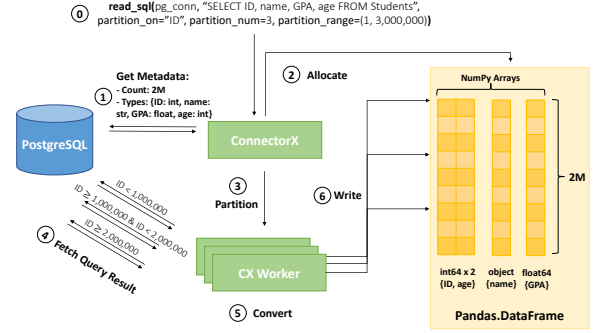 0 read_sql(pg_conn, “SELECT ID, name, GPA, age FROM Students”,
partition_on=”ID”, partition_num=3, partition_range=(1, 3,000,000))
Get Metadata:
1 - Count: 2M
- Types: {ID: int, name:
str, GPA: float, age: int}
2 Allocate
PostgreSQL
ConnectorX
3
Partition
ID < 1,000,000
ID ≥ 1,000,000 & ID < 2,000,000
ID ≥ 2,000,000
4 Fetch Query Result
CX Worker
5 Convert
6 Write
NumPy Arrays
2M
int64 x 2 object float64
{ID, age} {name} {GPA}
Pandas.DataFrame